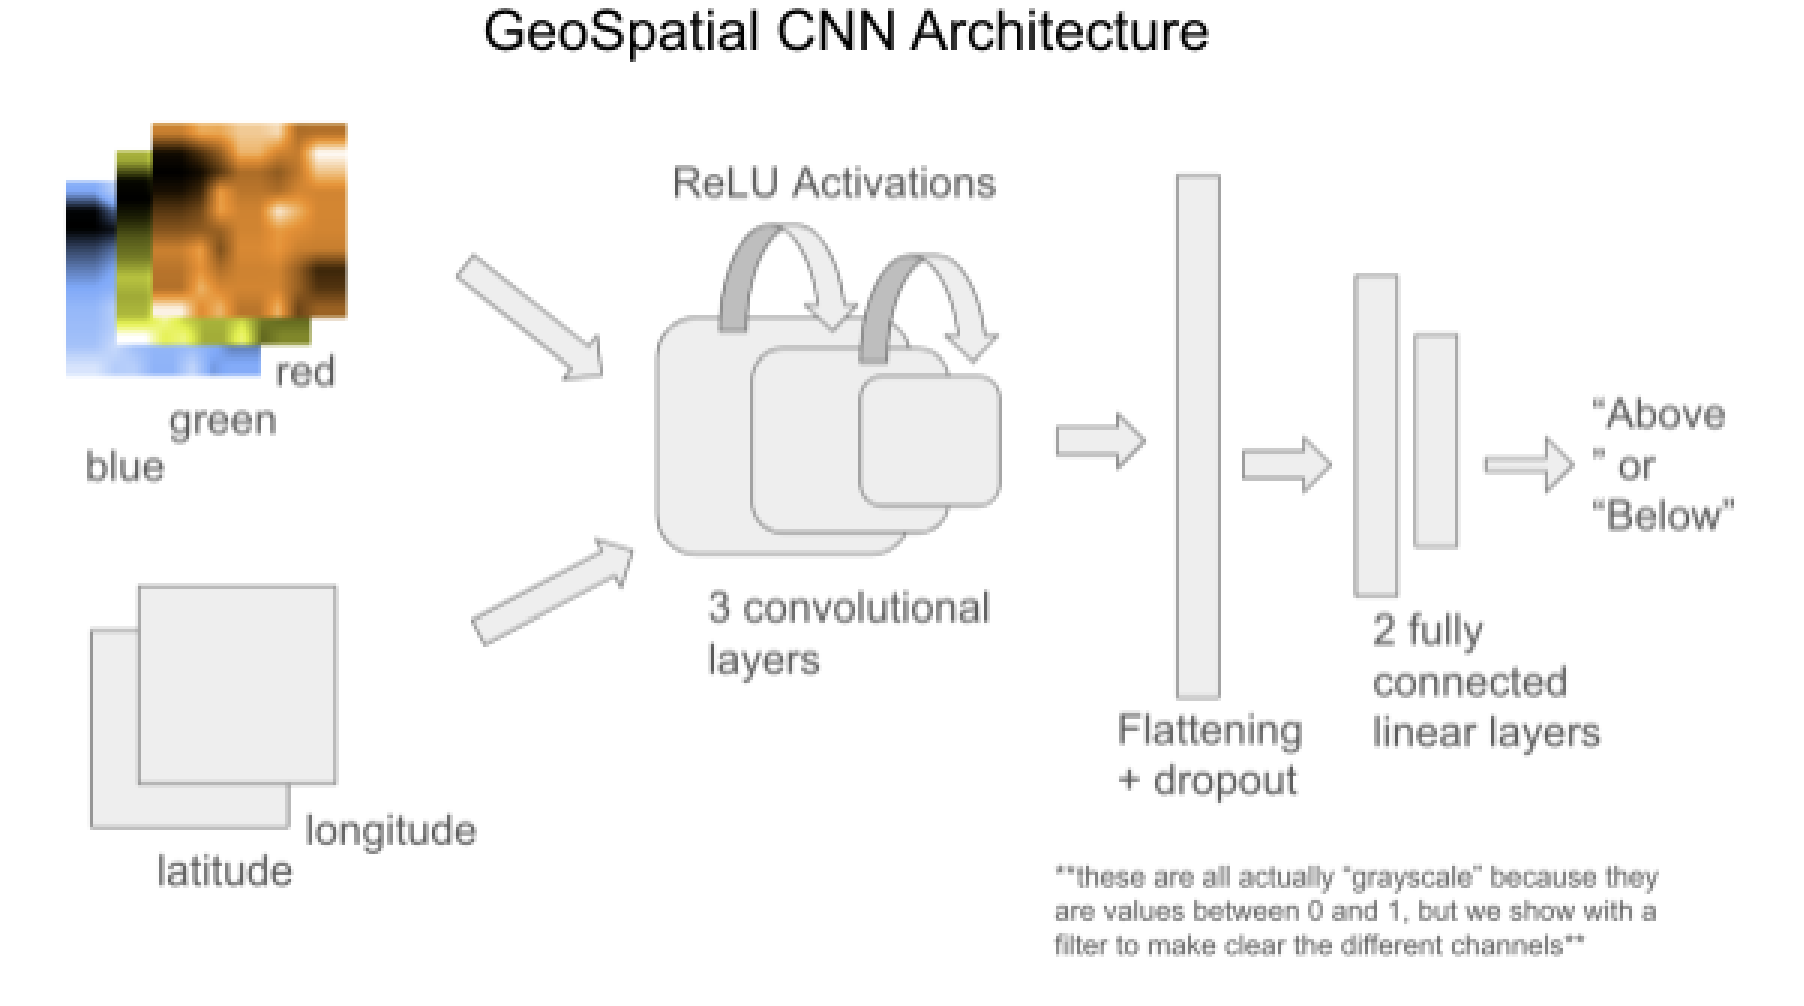 GeoSpatial CNN Architecture
ReLU Activations
red
green
blue
longitude
latitude
3 convolutional
layers
Flattening
+ dropout
2 fully
connected
linear layers
“Above
” or
“Below”
**these are all actually “grayscale” because they
are values between 0 and 1, but we show with a
filter to make clear the different channels**